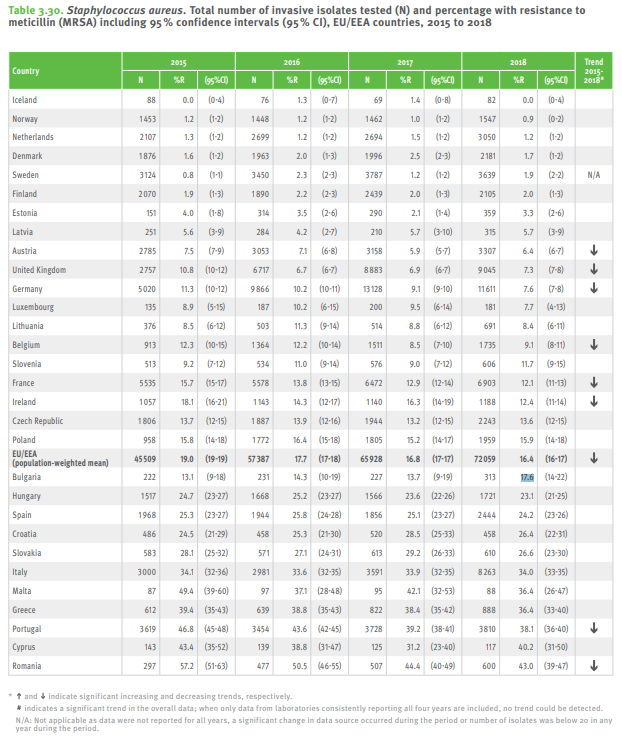 Table 3.30. Staphylococcus aureus. Total number of invasive isolates tested (N) and percentage with resistance to
meticillin (MRSA) including 95 % confidence intervals (95 % CI), EU/EEA countries, 2015 to 2018
Country 2015 2016 2017 2018 Trend 2015-2018*
N %R (95%CI) N %R (95%CI) N %R (95%CI) N %R (95%CI)
Iceland 88 0.0 (0-4) 76 1.3 (0-7) 69 1.4 (0-8) 82 0.0 (0-4)
Norway 1453 1.2 (1-2) 1448 1.2 (1-2) 1462 1.0 (1-2) 1547 0.9 (0-2)
Netherlands 2107 1.3 (1-2) 2699 1.2 (1-2) 2694 1.5 (1-2) 3050 1.2 (1-2)
Denmark 1876 1.6 (1-2) 1963 2.0 (1-3) 1996 2.5 (2-3) 2181 1.7 (1-2)
Sweden 3124 0.8 (1-1) 3450 2.3 (2-3) 3787 1.2 (1-2) 3639 1.9 (2-2) N/A
Finland 2070 1.9 (1-3) 1890 2.2 (2-3) 2439 2.0 (1-3) 2105 2.0 (1-3)
Estonia 151 4.0 (1-8) 314 3.5 (2-6) 290 2.1 (1-4) 359 3.3 (2-6)
Latvia 251 5.6 (3-9) 284 4.2 (2-7) 210 5.7 (3-10) 315 5.7 (3-9)
Austria 2785 7.5 (7-9) 3053 7.1 (6-8) 3158 5.9 (5-7) 3307 6.4 (6-7) ↓
United Kingdom 2757 10.8 (10-12) 6717 6.7 (6-7) 8883 6.9 (6-7) 9045 7.3 (7-8) ↓
Germany 5020 11.3 (10-12) 9866 10.2 (10-11) 13128 9.1 (9-10) 11611 7.6 (7-8) ↓
Luxembourg 135 8.9 (5-15) 187 10.2 (6-15) 200 9.5 (6-14) 181 7.7 (4-13)
Lithuania 376 8.5 (6-12) 503 11.3 (9-14) 514 8.8 (6-12) 691 8.4 (6-11)
Belgium 913 12.3 (10-15) 1364 12.2 (10-14) 1511 8.5 (7-10) 1735 9.1 (8-11) ↓
Slovenia 513 9.2 (7-12) 534 11.0 (9-14) 576 9.0 (7-12) 606 11.7 (9-15)
France 5535 15.7 (15-17) 5578 13.8 (13-15) 6472 12.9 (12-14) 6903 12.1 (11-13) ↓
Ireland 1057 18.1 (16-21) 1143 14.3 (12-17) 1140 16.3 (14-19) 1188 12.4 (11-14) ↓
Czech Republic 1806 13.7 (12-15) 1887 13.9 (12-16) 1944 13.2 (12-15) 2243 13.6 (12-15)
Poland 958 15.8 (14-18) 1772 16.4 (15-18) 1805 15.2 (14-17) 1959 15.9 (14-18)
EU/EEA (population-weighted mean) 45509 19.0 (19-19) 57387 17.7 (17-18) 65928 16.8 (17-17) 72059 16.4 (16-17) ↓
Bulgaria 222 13.1 (9-18) 231 14.3 (10-19) 227 13.7 (9-19) 313 17.6 (14-22)
Hungary 1517 24.7 (23-27) 1668 25.2 (23-27) 1566 23.6 (22-26) 1721 23.1 (21-25)
Spain 1968 25.3 (23-27) 1944 25.8 (24-28) 1856 25.1 (23-27) 2444 24.2 (23-26)
Croatia 486 24.5 (21-29) 458 25.3 (21-30) 520 28.5 (25-33) 458 26.4 (22-31)
Slovakia 583 28.1 (25-32) 571 27.1 (24-31) 613 29.2 (26-33) 610 26.6 (23-30)
Italy 3000 34.1 (32-36) 2981 33.6 (32-35) 3591 33.9 (32-35) 8263 34.0 (33-35)
Malta 87 49.4 (39-60) 97 37.1 (28-48) 95 42.1 (32-53) 88 36.4 (26-47)
Greece 612 39.4 (35-43) 639 38.8 (35-43) 822 38.4 (35-42) 888 36.4 (33-40)
Portugal 3619 46.8 (45-48) 3454 43.6 (42-45) 3728 39.2 (38-41) 3810 38.1 (36-40) ↓
Cyprus 143 43.4 (35-52) 139 38.8 (31-47) 125 31.2 (23-40) 117 40.2 (31-50)
Romania 297 57.2 (51-63) 477 50.5 (46-55) 507 44.4 (40-49) 600 43.0 (39-47) ↓
* ↑ and ↓ indicate significant increasing and decreasing trends, respectively.
# indicates a significant trend in the overall data; when only data from laboratories consistently reporting all four years are included, no trend could be detected.
N/A: Not applicable as data were not reported for all years, a significant change in data source occurred during the period or number of isolates was below 20 in any
year during the period.